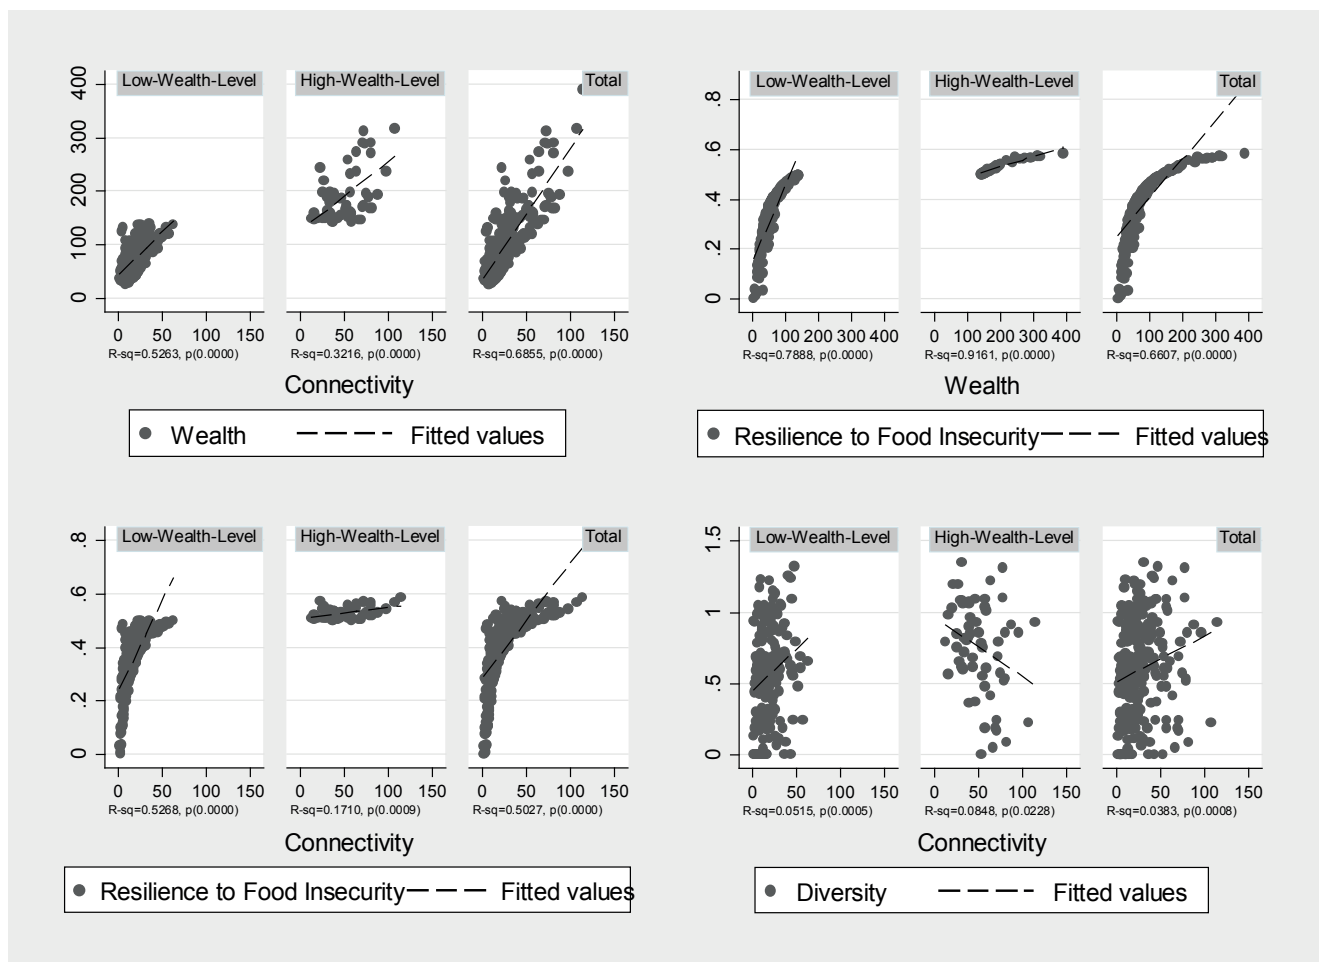 Low-Wealth-Level High-Wealth-Level Total
0 100 200 300 400
0 50 100 150 0 50 100 150 0 50 100 150
R-sq=0.5263, p(0.0000) R-sq=0.3216, p(0.0000) R-sq=0.6855, p(0.0000)
Connectivity
Wealth Fitted values
Low-Wealth-Level High-Wealth-Level Total
0 .2 .4 .6 .8
0 100 200 300 400 0 100 200 300 400 0 100 200 300 400
R-sq=0.7888, p(0.0000) R-sq=0.9161, p(0.0000) R-sq=0.6607, p(0.0000)
Wealth
Resilience to Food Insecurity Fitted values
Low-Wealth-Level High-Wealth-Level Total
0 .2 .4 .6 .8
0 50 100 150 0 50 100 150 0 50 100 150
R-sq=0.5268, p(0.0000) R-sq=0.1710, p(0.0009) R-sq=0.5027, p(0.0000)
Connectivity
Resilience to Food Insecurity Fitted values
Low-Wealth-Level High-Wealth-Level Total
0 .5 1 1.5
0 50 100 150 0 50 100 150 0 50 100 150
R-sq=0.0515, p(0.0005) R-sq=0.0848, p(0.0228) R-sq=0.0383, p(0.0008)
Connectivity
Diversity Fitted values